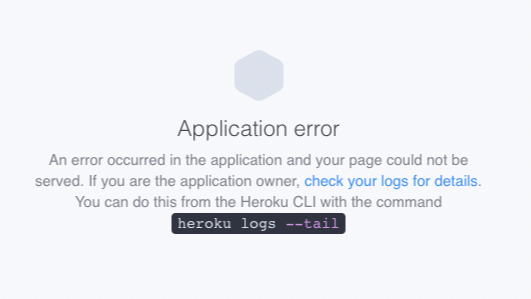 Application error
An error occurred in the application and your page could not be
served. If you are the application owner, check your logs for details.
You can do this from the Heroku CLI with the command
heroku logs --tail